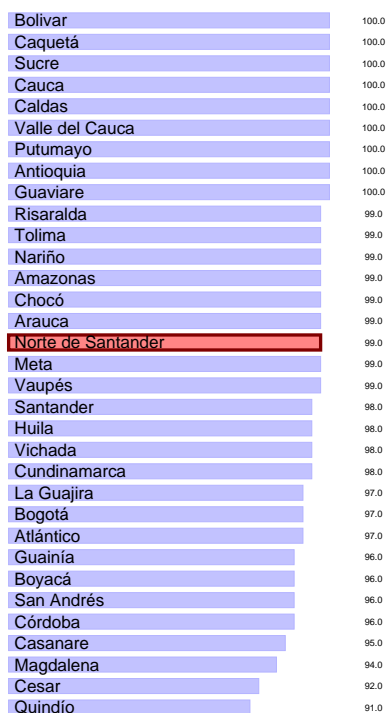 Bolivar 100.0
Caquetá 100.0
Sucre 100.0
Cauca 100.0
Caldas 100.0
Valle del Cauca 100.0
Putumayo 100.0
Antioquia 100.0
Guaviare 100.0
Risaralda 99.0
Tolima 99.0
Nariño 99.0
Amazonas 99.0
Chocó 99.0
Arauca 99.0
Norte de Santander 99.0
Meta 99.0
Vaupés 99.0
Santander 98.0
Huila 98.0
Vichada 98.0
Cundinamarca 98.0
La Guajira 97.0
Bogotá 97.0
Atlántico 97.0
Guainía 96.0
Boyacá 96.0
San Andrés 96.0
Córdoba 96.0
Casanare 95.0
Magdalena 94.0
Cesar 92.0
Quindío 91.0